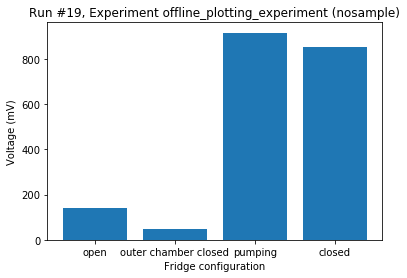 Run #19, Experiment offline_plotting_experiment (nosample)
Voltage (mV)
800
600
400
200
0
open outer chamber closed pumping closed
Fridge configuration